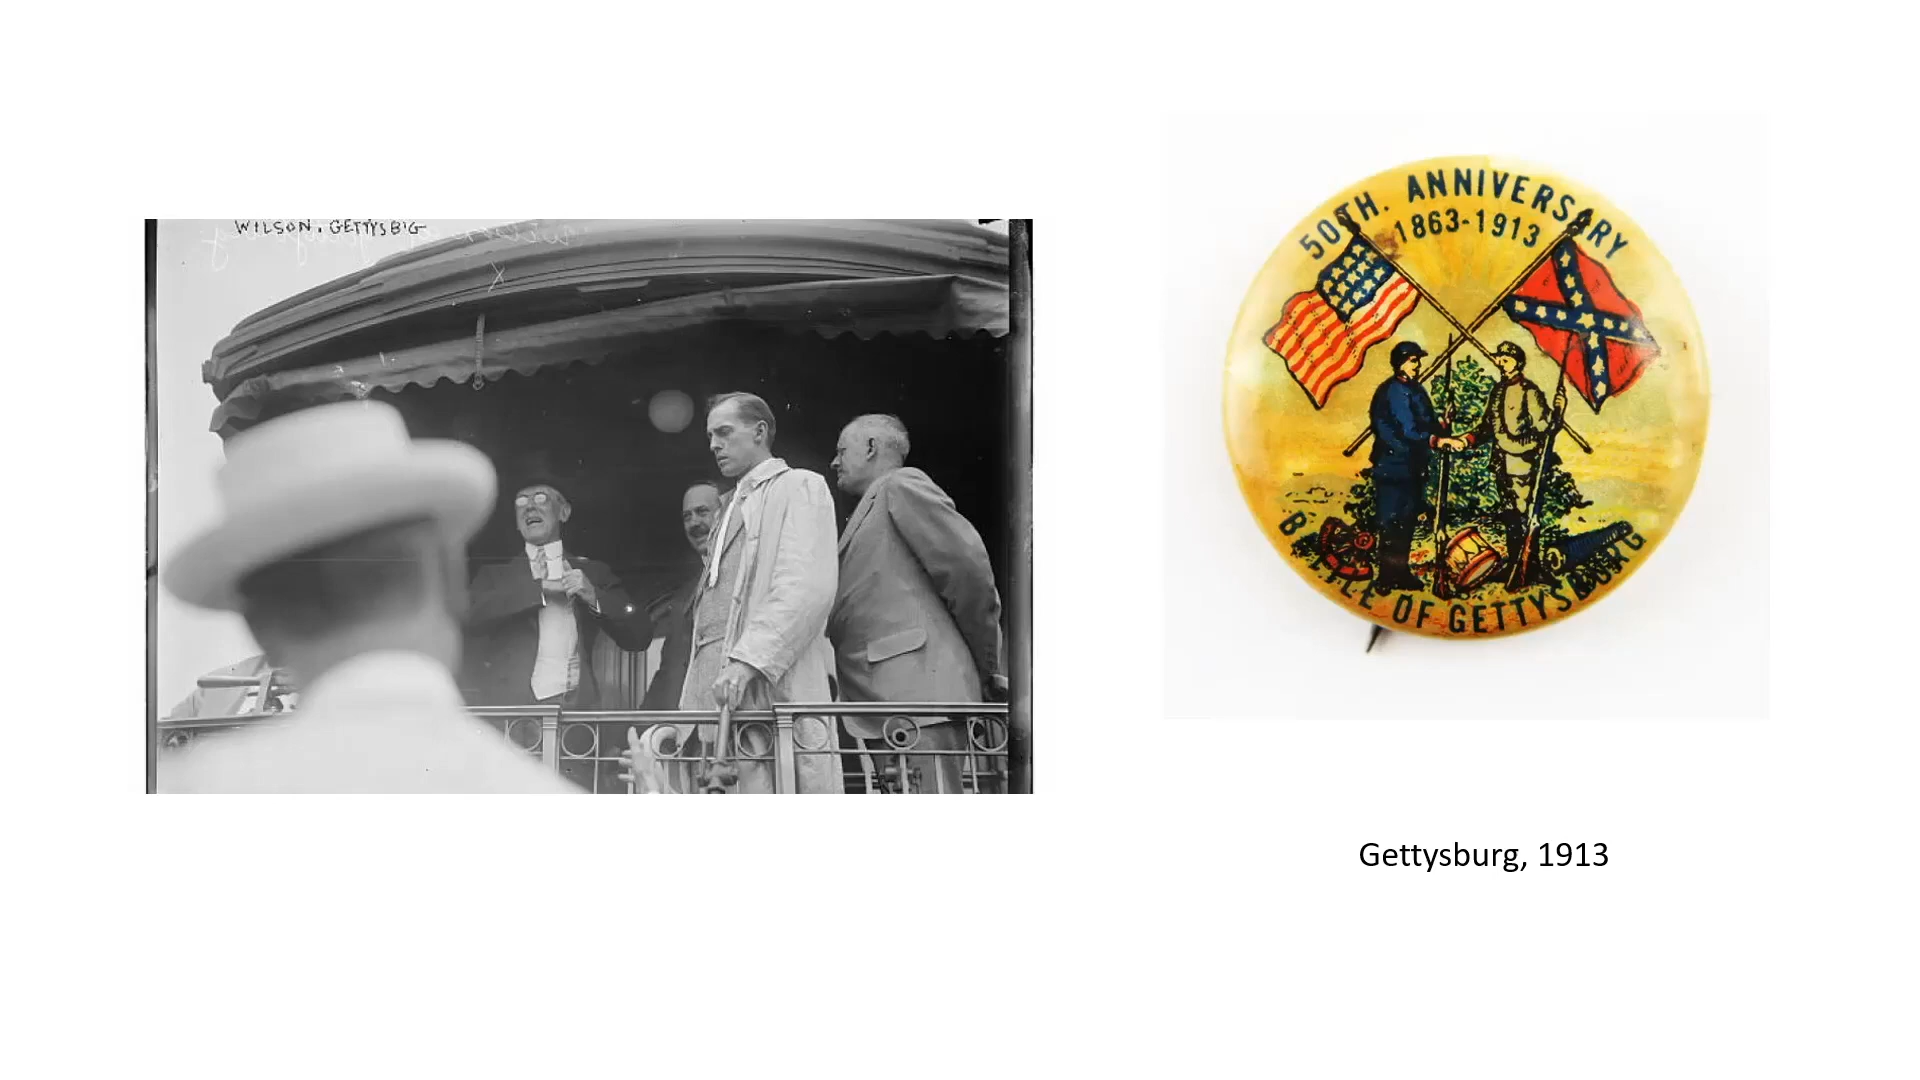 WILSON. GETTYSB'G
50TH. ANNIVERSARY
1863-1913
BATTLE OF GETTYSBURG
Gettysburg, 1913